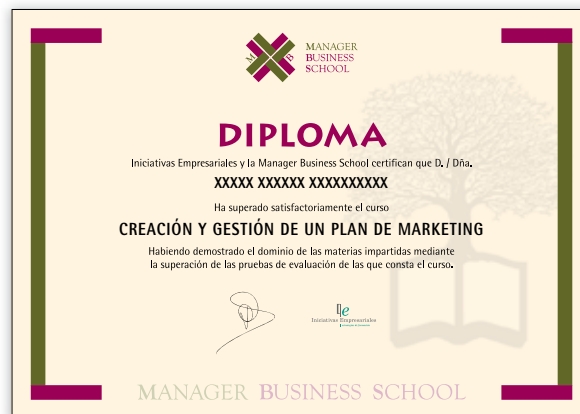 M B
MANAGER
BUSINESS
SCHOOL
DIPLOMA
Iniciativas Empresariales y la Manager Business School certifican que D. / Dña.
XXXXX XXXXXX XXXXXXXXXX
Ha superado satisfactoriamente el curso
CREACIÓN Y GESTIÓN DE UN PLAN DE MARKETING
Habiendo demostrado el dominio de las materias impartidas mediante
la superación de las pruebas de evaluación de las que consta el curso.
Iniciativas Empresariales
MANAGER BUSINESS SCHOOL